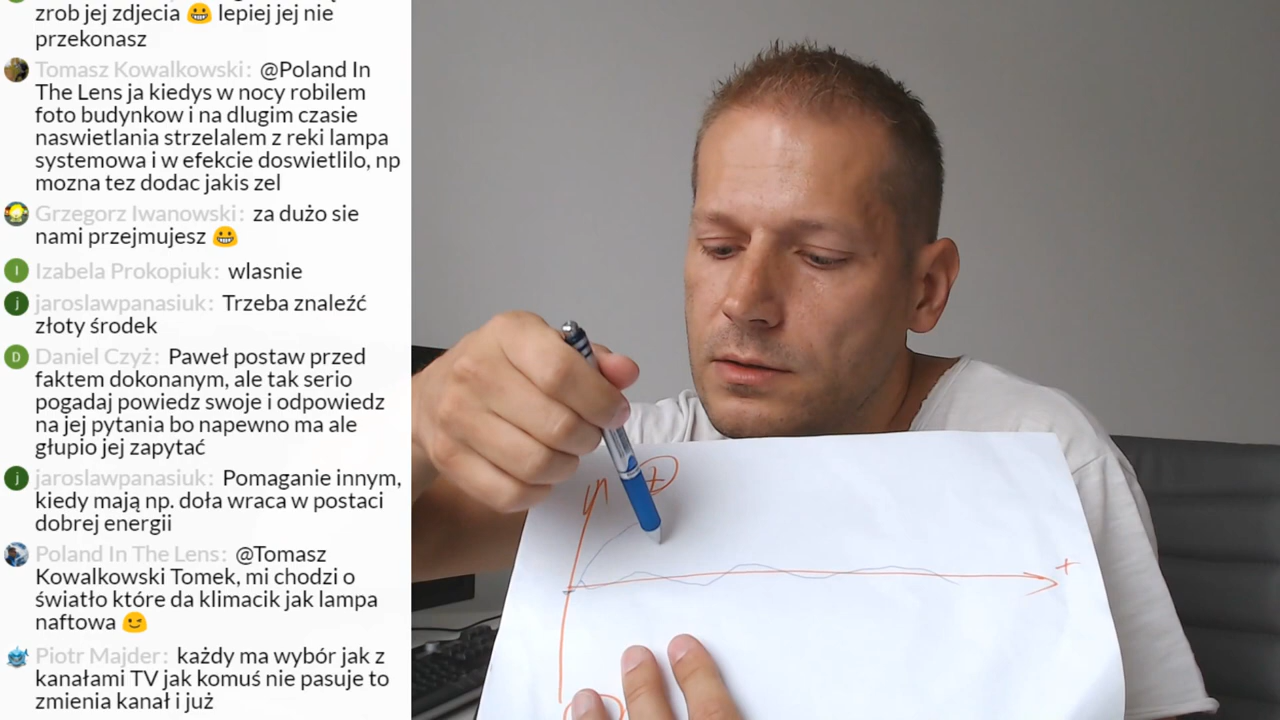 zrob jej zdjecia 😀 lepiej jej nie
przekonasz
Tomasz Kowalkowski: @Poland In
The Lens ja kiedys w nocy robilem
foto budynkow i na dlugim czasie
naswietlania strzelalem z reki lampa
systemowa i w efekcie doswietlilo, np
mozna tez dodac jakis zel
Grzegorz Iwanowski: za dużo sie
nami przejmujesz 😀
I Izabela Prokopiuk: wlasnie
j jaroslawpanasiuk: Trzeba znaleźć
złoty środek
D Daniel Czyż: Paweł postaw przed
faktem dokonanym, ale tak serio
pogadaj powiedz swoje i odpowiedz
na jej pytania bo napewno ma ale
głupio jej zapytać
j jaroslawpanasiuk: Pomaganie innym,
kiedy mają np. doła wraca w postaci
dobrej energii
Poland In The Lens: @Tomasz
Kowalkowski Tomek, mi chodzi o
światło które da klimacik jak lampa
naftowa 😉
Piotr Majder: każdy ma wybór jak z
kanałami TV jak komuś nie pasuje to
zmienia kanał i już
+
+